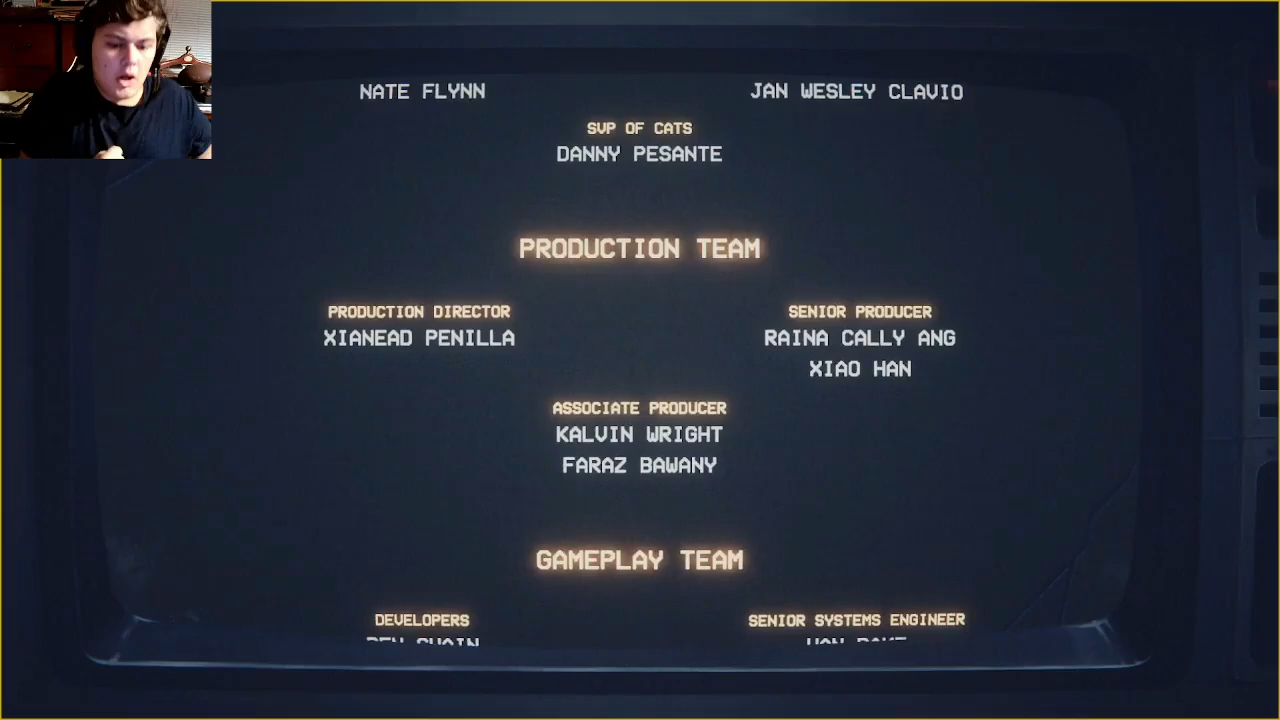 NATE FLYNN
JAN WESLEY CLAVIO
SVP OF CATS
DANNY PESANTE
PRODUCTION TEAM
PRODUCTION DIRECTOR
XIANEAD PENILLA
SENIOR PRODUCER
RAINA CALLY ANG
XIAO HAN
ASSOCIATE PRODUCER
KALVIN WRIGHT
FARAZ BAWANY
GAMEPLAY TEAM
DEVELOPERS
SENIOR SYSTEMS ENGINEER